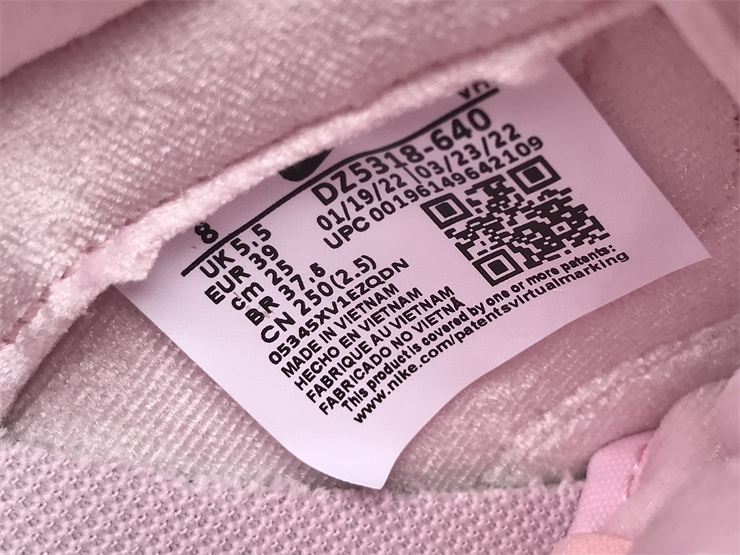 8
UK 5,5
EUR 39
cm 25
BR 37,6
CN 250(2.5)
05345XV1EZQDN
MADE IN VIETNAM
HECHO EN VIETNAM
FABRIQUE AU VIETNAM
FABRICADO NO VIETNÃ
This product is covered by one or more patents:
www.nike.com/patentsvirtualmarking
DZ5318-640
01/19/22 03/23/22
UPC 00196149642109